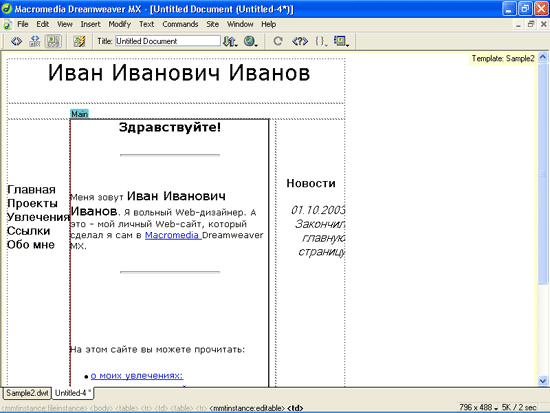 Macromedia Dreamweaver MX - [Untitled Document (Untitled-4*)]
File Edit View Insert Modify Text Commands Site Window Help
Title: Untitled Document
Template: Sample2
Иван Иванович Иванов
Main
Здравствуйте!
Главная
Проекты
Увлечения
Ссылки
Обо мне
Меня зовут Иван Иванович
Иванов. Я вольный Web-дизайнер. А
это - мой личный Web-сайт, который
сделал я сам в Macromedia Dreamweaver
MX.
На этом сайте вы можете прочитать:
о моих увлечениях:
Новости
01.10.2003
Закончил
главную
страницу
Sample2.dwt Untitled-4*
<mmtinstance:fileinstance> <body> <table> <tr> <td> <table> <tr> <td> <mmtinstance:editable> <td> 796 x 488 5K / 2 sec